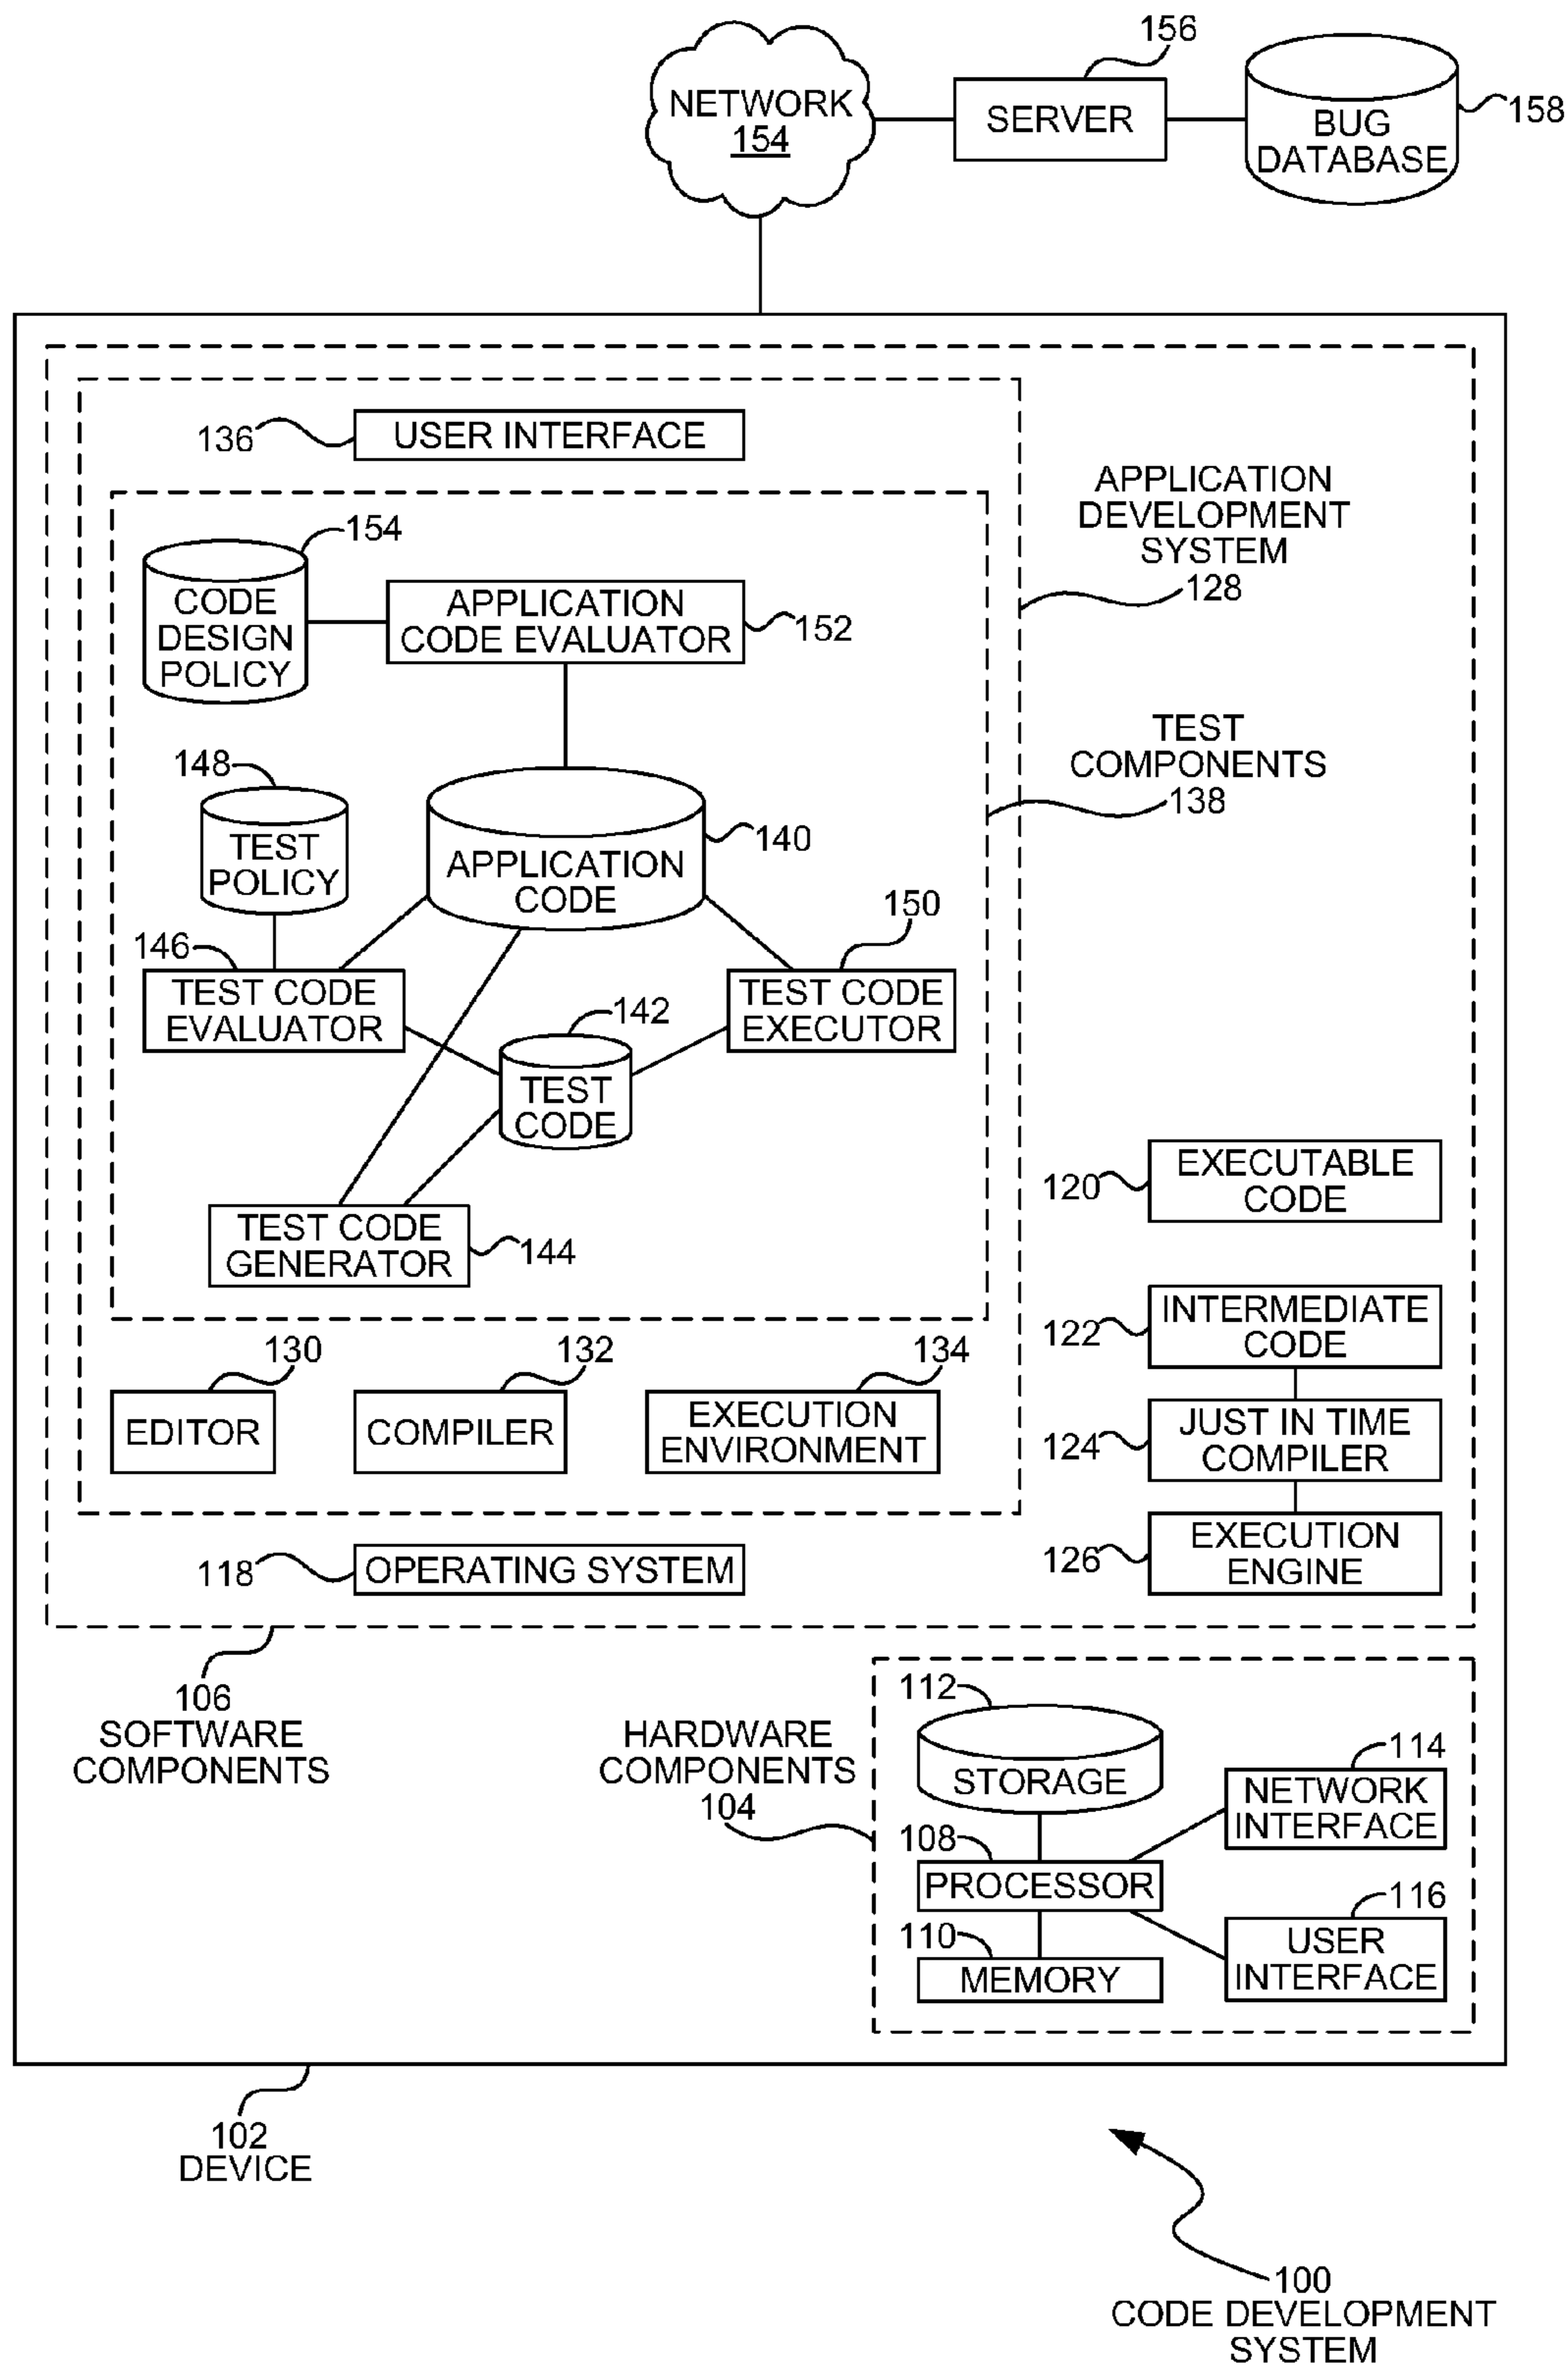 156
NETWORK
154
SERVER
BUG
DATABASE
158
136
USER INTERFACE
APPLICATION
DEVELOPMENT
SYSTEM
128
154
CODE
DESIGN
POLICY
APPLICATION
CODE EVALUATOR
152
TEST
COMPONENTS
138
148
TEST
POLICY
APPLICATION
CODE
140
150
146
TEST CODE
EVALUATOR
TEST CODE
EXECUTOR
142
TEST
CODE
TEST CODE
GENERATOR
144
120
EXECUTABLE
CODE
122
INTERMEDIATE
CODE
130
EDITOR
132
COMPILER
134
EXECUTION
ENVIRONMENT
124
JUST IN TIME
COMPILER
126
EXECUTION
ENGINE
118
OPERATING SYSTEM
106
SOFTWARE
COMPONENTS
HARDWARE
COMPONENTS
104
112
STORAGE
114
NETWORK
INTERFACE
108
PROCESSOR
116
USER
INTERFACE
110
MEMORY
102
DEVICE
100
CODE DEVELOPMENT
SYSTEM